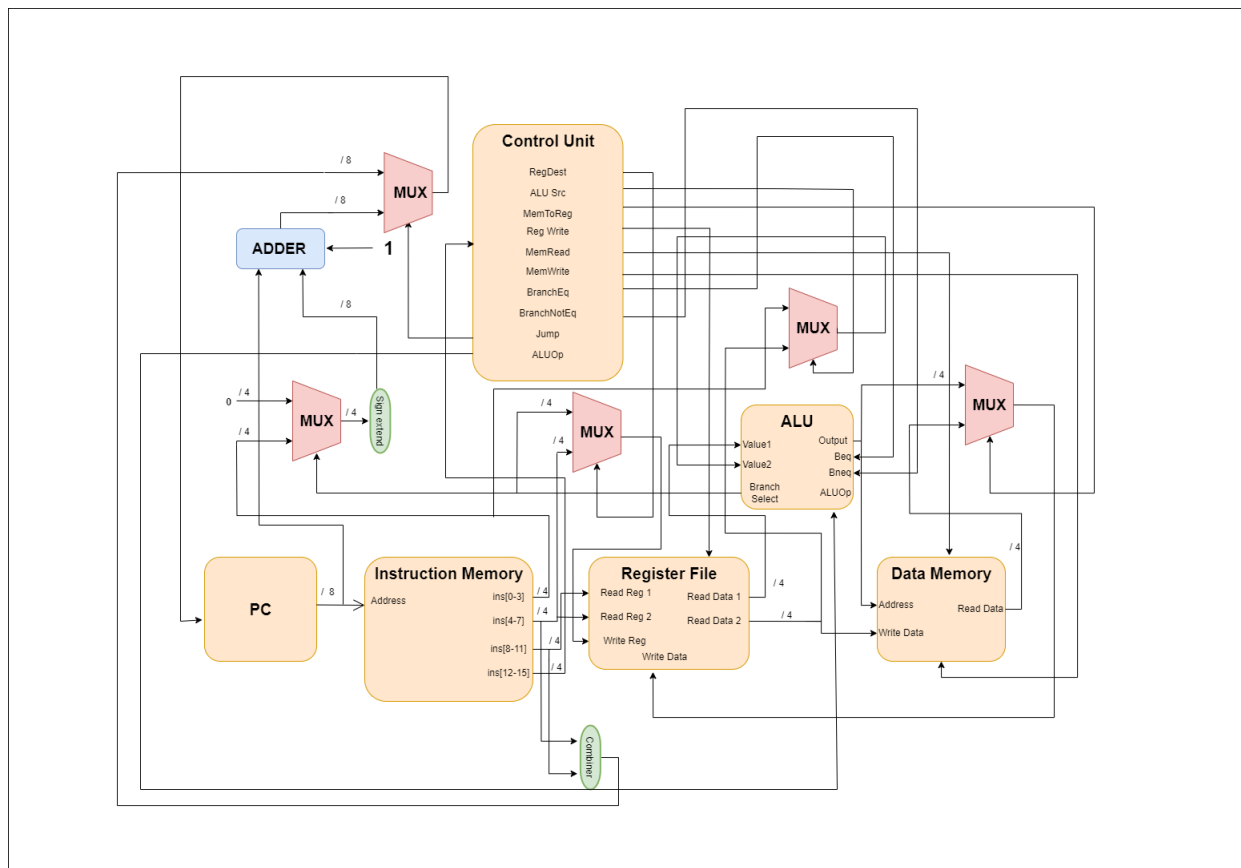 Control Unit
RegDest
ALU Src
MemToReg
Reg Write
MemRead
MemWrite
BranchEq
BranchNotEq
Jump
ALUOp
/ 8
MUX
/ 8
ADDER
1
/ 8
MUX
0
/ 4
/ 4
MUX
/ 4
Sign extend
/ 4
/ 4
MUX
ALU
Value1
Value2
Branch
Select
Output
Beq
Bneq
ALUOp
/ 4
MUX
PC
/ 8
Instruction Memory
Address
ins[0-3]
ins[4-7]
ins[8-11]
ins[12-15]
/ 4
/ 4
/ 4
/ 4
Register File
Read Reg 1
Read Reg 2
Write Reg
Write Data
Read Data 1
Read Data 2
/ 4
/ 4
Data Memory
Address
Write Data
Read Data
/ 4
Combiner